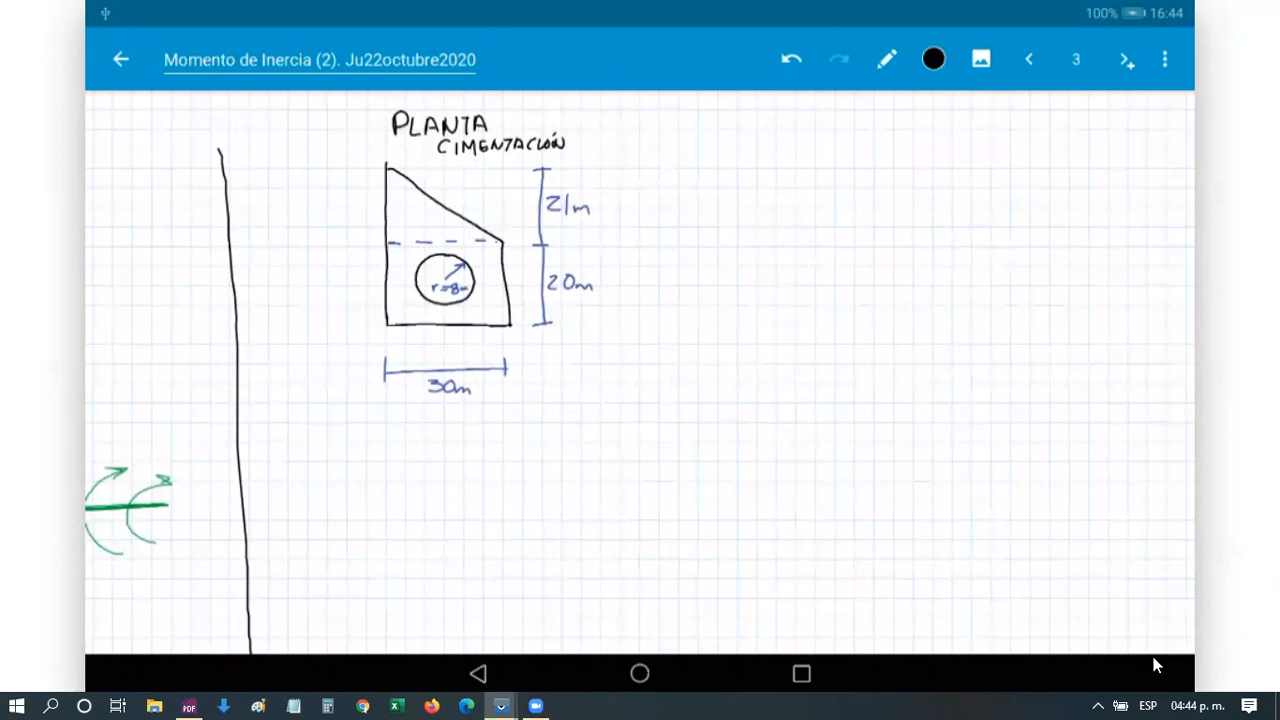 100% 16:44
Momento de Inercia (2). Ju22octubre2020
3
PLANTA
CIMENTACIÓN
21m
r=8m
20m
30m
ESP 04:44 p. m.